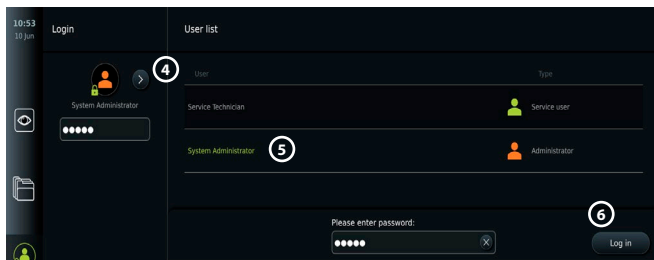 10:53
10 Jun
Login
User list
4
User
Type
System Administrator
●●●●●
Service Technician
Service user
System Administrator
5
Administrator
Please enter password:
●●●●●
6
Log in